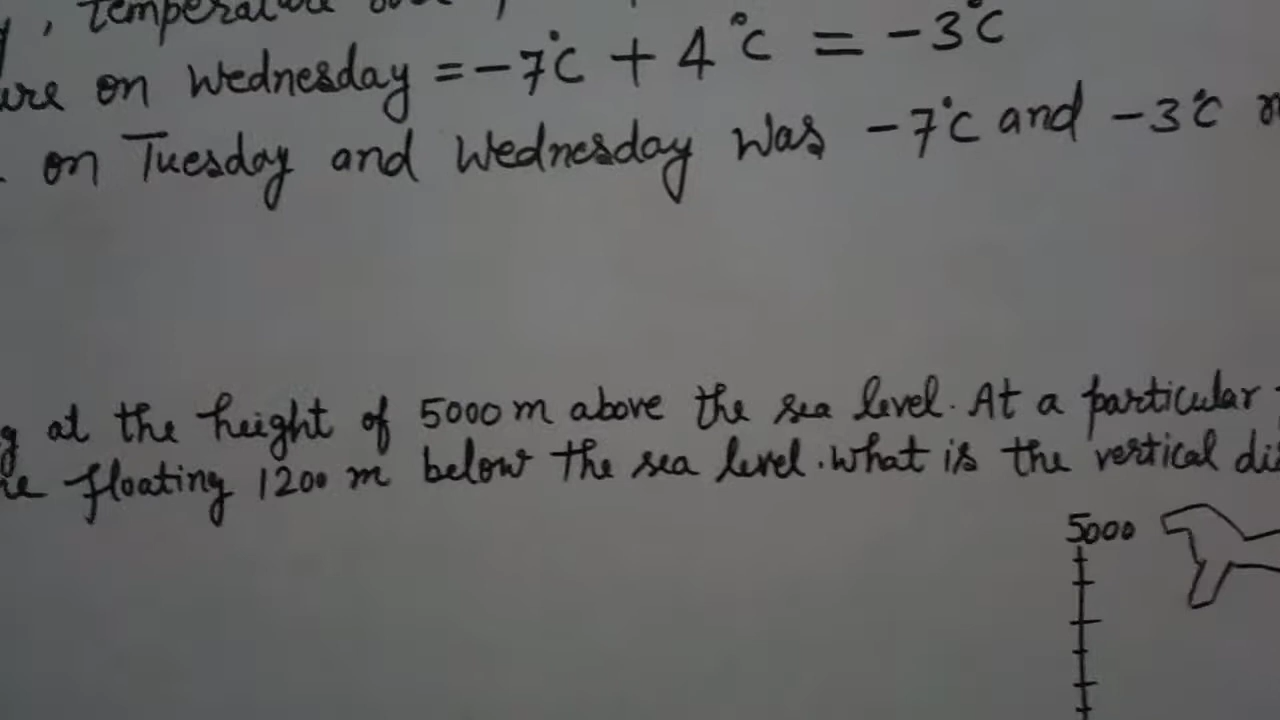 , temperature
on Wednesday = -7°C + 4°C = -3°C
on Tuesday and Wednesday was -7°C and -3°C
at the height of 5000 m above the sea level. At a particular
floating 1200 m below the sea level. What is the vertical
5000